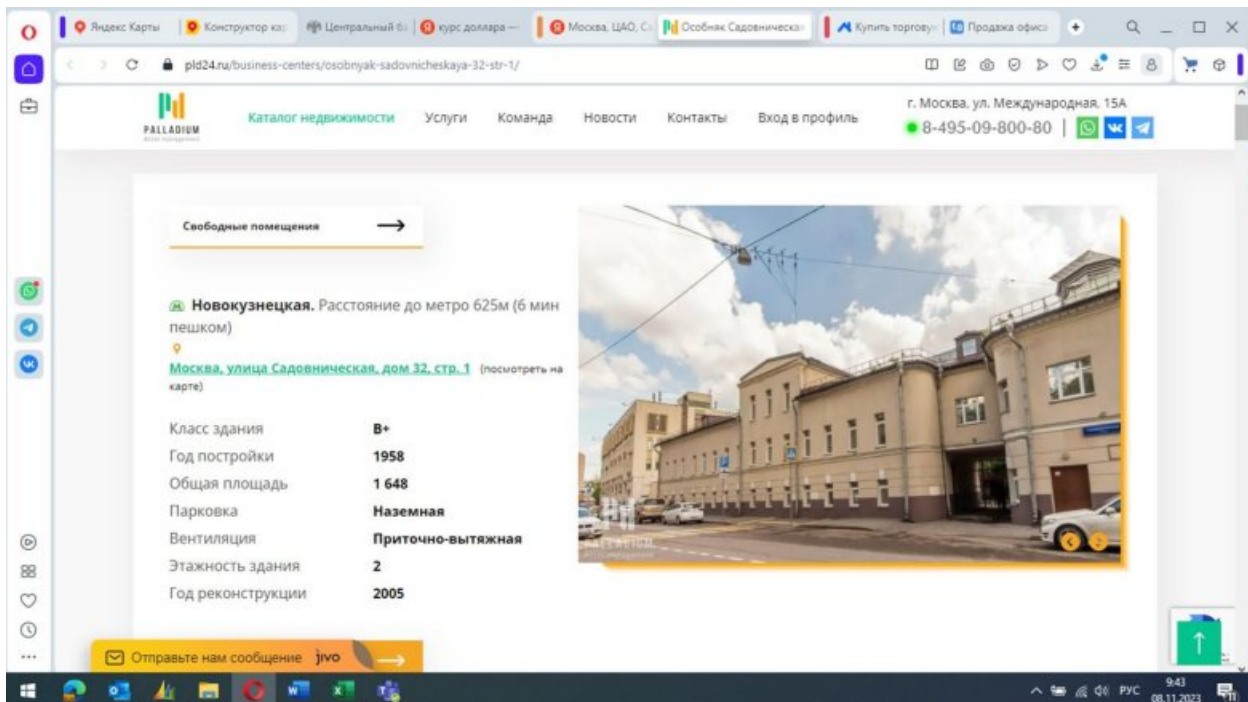 Яндекс Карты
Конструктор кар
Центральный ба
курс доллара —
Москва, ЦАО, С
Особняк Садовническая
Купить торгову
Продажа офиса
pld24.ru/business-centers/osobnyak-sadovnicheskaya-32-str-1/
PALLADIUM
Каталог недвижимости
Услуги
Команда
Новости
Контакты
Вход в профиль
г. Москва. ул. Международная, 15А
8-495-09-800-80
Свободные помещения
Новокузнецкая. Расстояние до метро 625м (6 мин
пешком)
Москва, улица Садовническая, дом 32, стр. 1 (посмотреть на
карте)
Класс здания B+
Год постройки 1958
Общая площадь 1 648
Парковка Наземная
Вентиляция Приточно-вытяжная
Этажность здания 2
Год реконструкции 2005
PALLADIUM
Отправьте нам сообщение jivo
РУС
9:43
08.11.2023